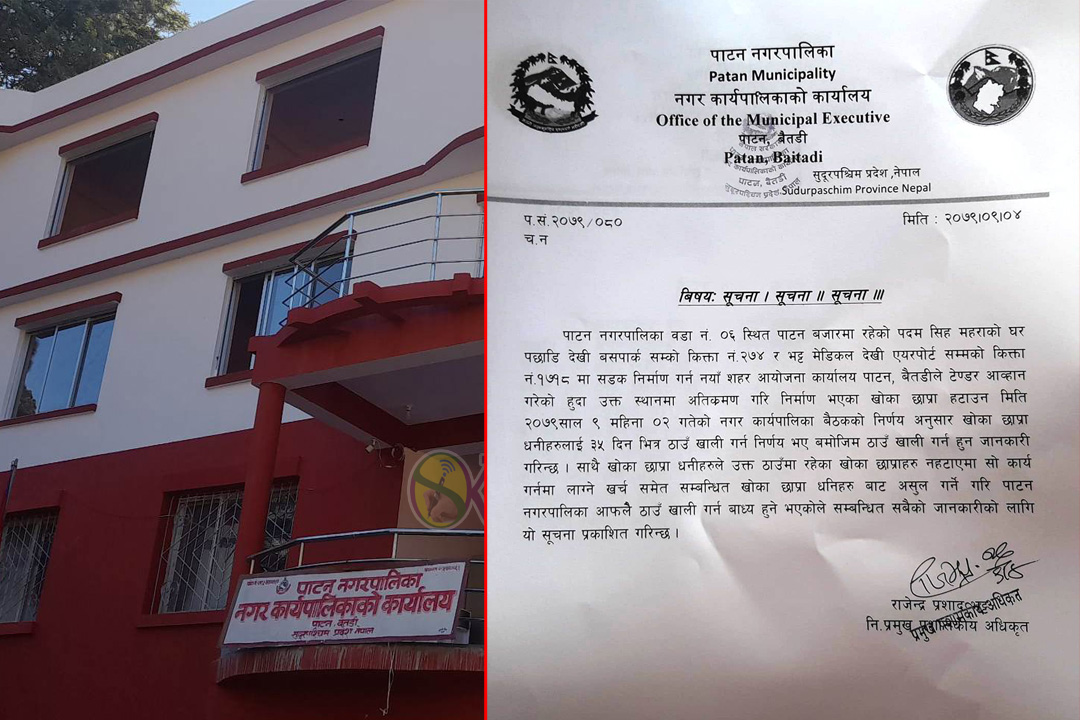 पाटन नगरपालिका
नगर कार्यपालिकाको कार्यालय
पाटन, बैतडी
सुदूरपश्चिम प्रदेश नेपाल
पाटन नगरपालिका
Patan Municipality
नगर कार्यपालिकाको कार्यालय
Office of the Municipal Executive
पाटन, बैतडी
Patan, Baitadi
सुदूरपश्चिम प्रदेश ,नेपाल
Sudurpaschim Province Nepal
प.सं.२०७९/०८०
मिति : २०७९।०९।०४
च.न
बिषयः सूचना । सूचना ॥ सूचना ॥।
पाटन नगरपालिका वडा नं. ०६ स्थित पाटन बजारमा रहेको पदम सिह महराको घर
पछाडि देखी बसपार्क सम्को कित्ता नं.२७४ र भट्ट मेडिकल देखी एयरपोर्ट सम्मको कित्ता
नं.१७१८ मा सडक निर्माण गर्न नयाँ शहर आयोजना कार्यालय पाटन, बैतडीले टेण्डर आव्हान
गरेको हुदा उक्त स्थानमा अतिक्रमण गरि निर्माण भएका खोका छाप्रा हटाउन मिति
२०७९साल ९ महिना ०२ गतेको नगर कार्यपालिका बैठकको निर्णय अनुसार खोका छाप्रा
धनीहरुलाई ३५ दिन भित्र ठाउँ खाली गर्न निर्णय भए बमोजिम ठाउँ खाली गर्न हुन जानकारी
गरिन्छ । साथै खोका छाप्रा धनीहरुले उक्त ठाउँमा रहेका खोका छाप्राहरु नहटाएमा सो कार्य
गर्नमा लाग्ने खर्च समेत सम्बन्धित खोका छाप्रा धनिहरु बाट असुल गर्ने गरि पाटन
नगरपालिका आफलै ठाउँ खाली गर्न बाध्य हुने भएकोले सम्बन्धित सबैको जानकारीको लागि
यो सूचना प्रकाशित गरिन्छ ।
राजेन्द्र प्रशाद भट्ट
नि.प्रमुख प्रशासकीय अधिकृत